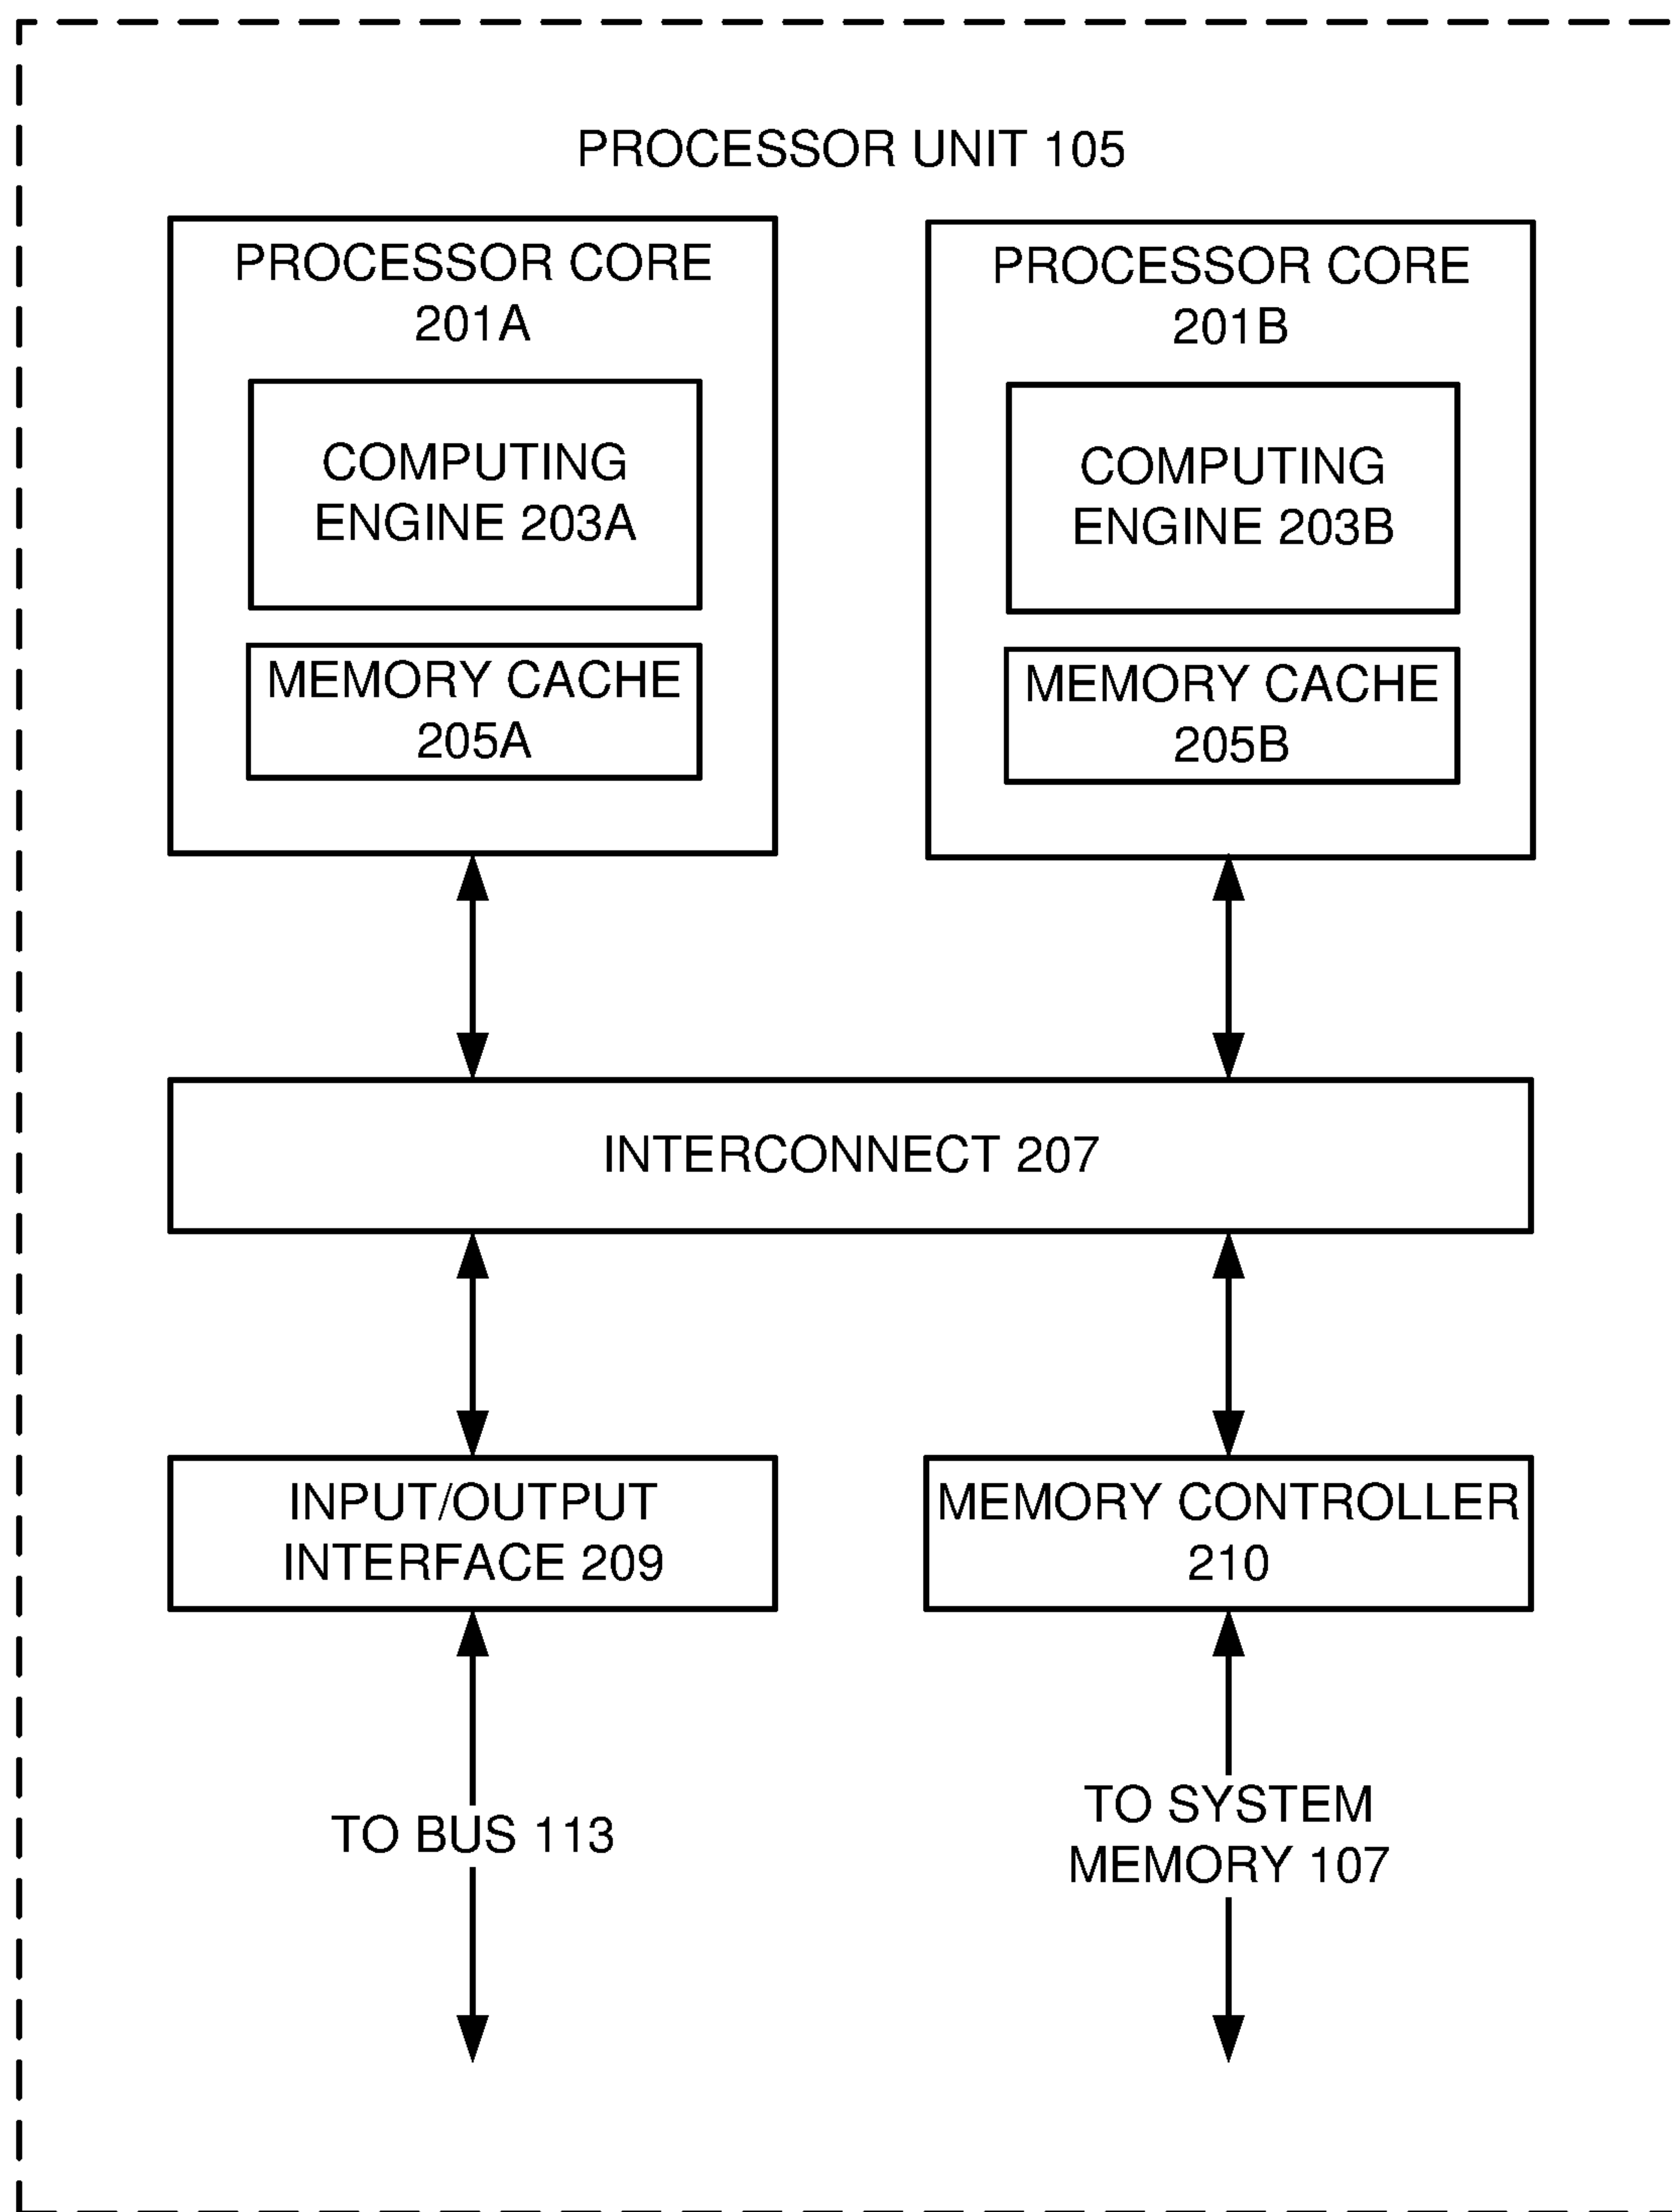 PROCESSOR UNIT 105
PROCESSOR CORE
201A
COMPUTING
ENGINE 203A
MEMORY CACHE
205A
PROCESSOR CORE
201B
COMPUTING
ENGINE 203B
MEMORY CACHE
205B
INTERCONNECT 207
INPUT/OUTPUT
INTERFACE 209
MEMORY CONTROLLER
210
TO BUS 113
TO SYSTEM
MEMORY 107